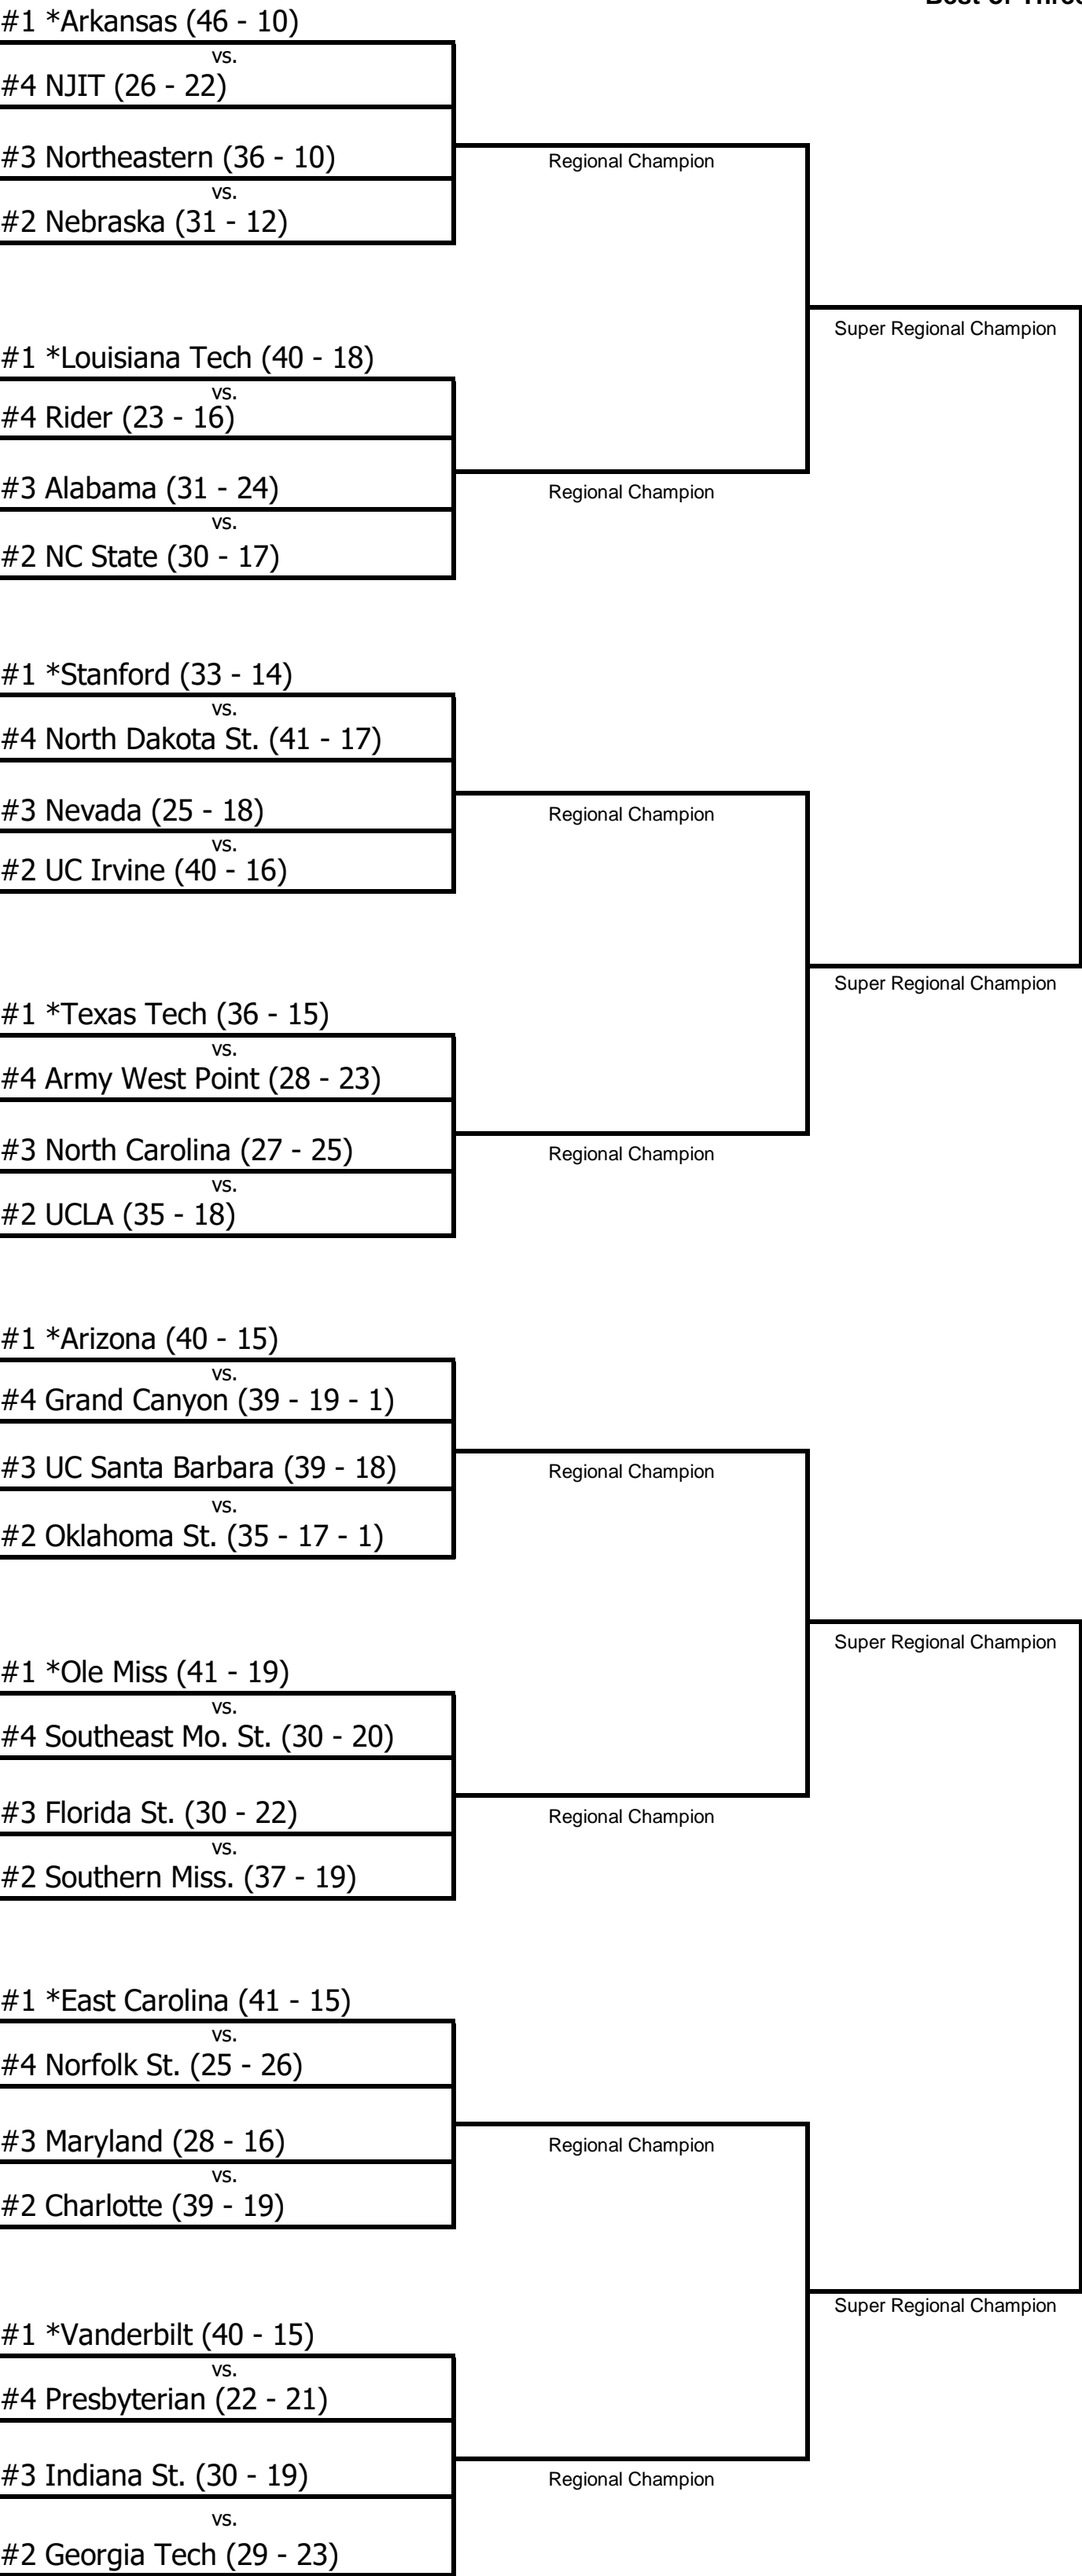 Best of Three
#1 *Arkansas (46 - 10)
vs.
#4 NJIT (26 - 22)
#3 Northeastern (36 - 10)
Regional Champion
vs.
#2 Nebraska (31 - 12)
Super Regional Champion
#1 *Louisiana Tech (40 - 18)
vs.
#4 Rider (23 - 16)
#3 Alabama (31 - 24)
Regional Champion
vs.
#2 NC State (30 - 17)
#1 *Stanford (33 - 14)
vs.
#4 North Dakota St. (41 - 17)
#3 Nevada (25 - 18)
Regional Champion
vs.
#2 UC Irvine (40 - 16)
Super Regional Champion
#1 *Texas Tech (36 - 15)
vs.
#4 Army West Point (28 - 23)
#3 North Carolina (27 - 25)
Regional Champion
vs.
#2 UCLA (35 - 18)
#1 *Arizona (40 - 15)
vs.
#4 Grand Canyon (39 - 19 - 1)
#3 UC Santa Barbara (39 - 18)
Regional Champion
vs.
#2 Oklahoma St. (35 - 17 - 1)
Super Regional Champion
#1 *Ole Miss (41 - 19)
vs.
#4 Southeast Mo. St. (30 - 20)
#3 Florida St. (30 - 22)
Regional Champion
vs.
#2 Southern Miss. (37 - 19)
#1 *East Carolina (41 - 15)
vs.
#4 Norfolk St. (25 - 26)
#3 Maryland (28 - 16)
Regional Champion
vs.
#2 Charlotte (39 - 19)
Super Regional Champion
#1 *Vanderbilt (40 - 15)
vs.
#4 Presbyterian (22 - 21)
#3 Indiana St. (30 - 19)
Regional Champion
vs.
#2 Georgia Tech (29 - 23)